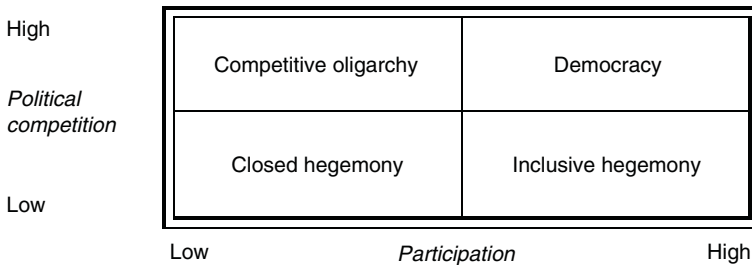 High
Competitive oligarchy
Democracy
Political
competition
Closed hegemony
Inclusive hegemony
Low
Low
Participation
High